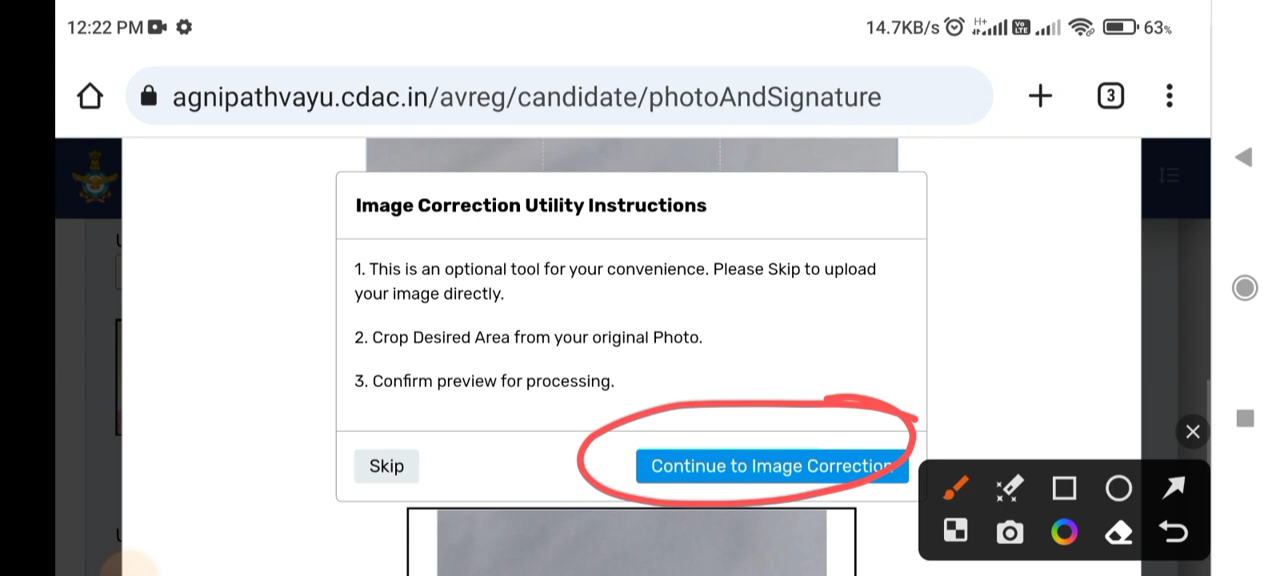 12:22 PM
14.7KB/s
H+
Vo
LTE
63%
agnipathvayu.cdac.in/avreg/candidate/photoAndSignature
3
Image Correction Utility Instructions
1. This is an optional tool for your convenience. Please Skip to upload
your image directly.
2. Crop Desired Area from your original Photo.
3. Confirm preview for processing.
Skip
Continue to Image Correction